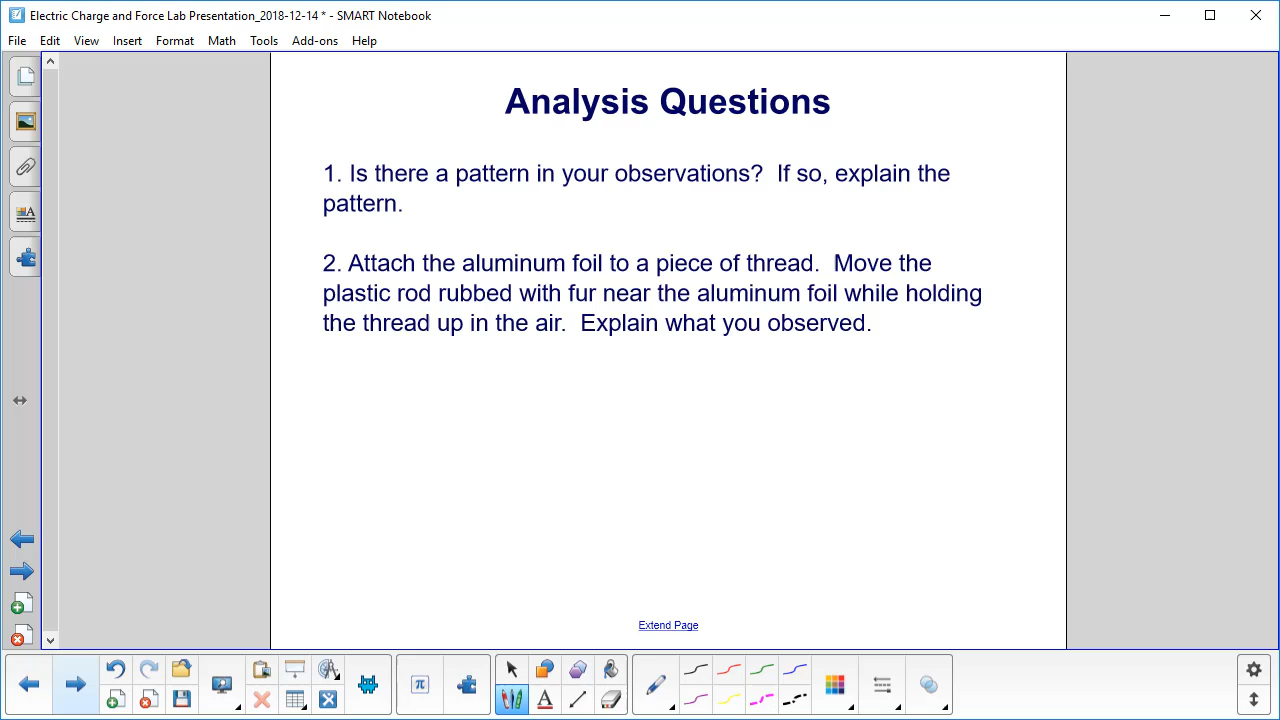 Electric Charge and Force Lab Presentation_2018-12-14 * - SMART Notebook
File Edit View Insert Format Math Tools Add-ons Help
Analysis Questions
1. Is there a pattern in your observations?  If so, explain the
pattern.
2. Attach the aluminum foil to a piece of thread.  Move the
plastic rod rubbed with fur near the aluminum foil while holding
the thread up in the air.  Explain what you observed.
Extend Page
π
A